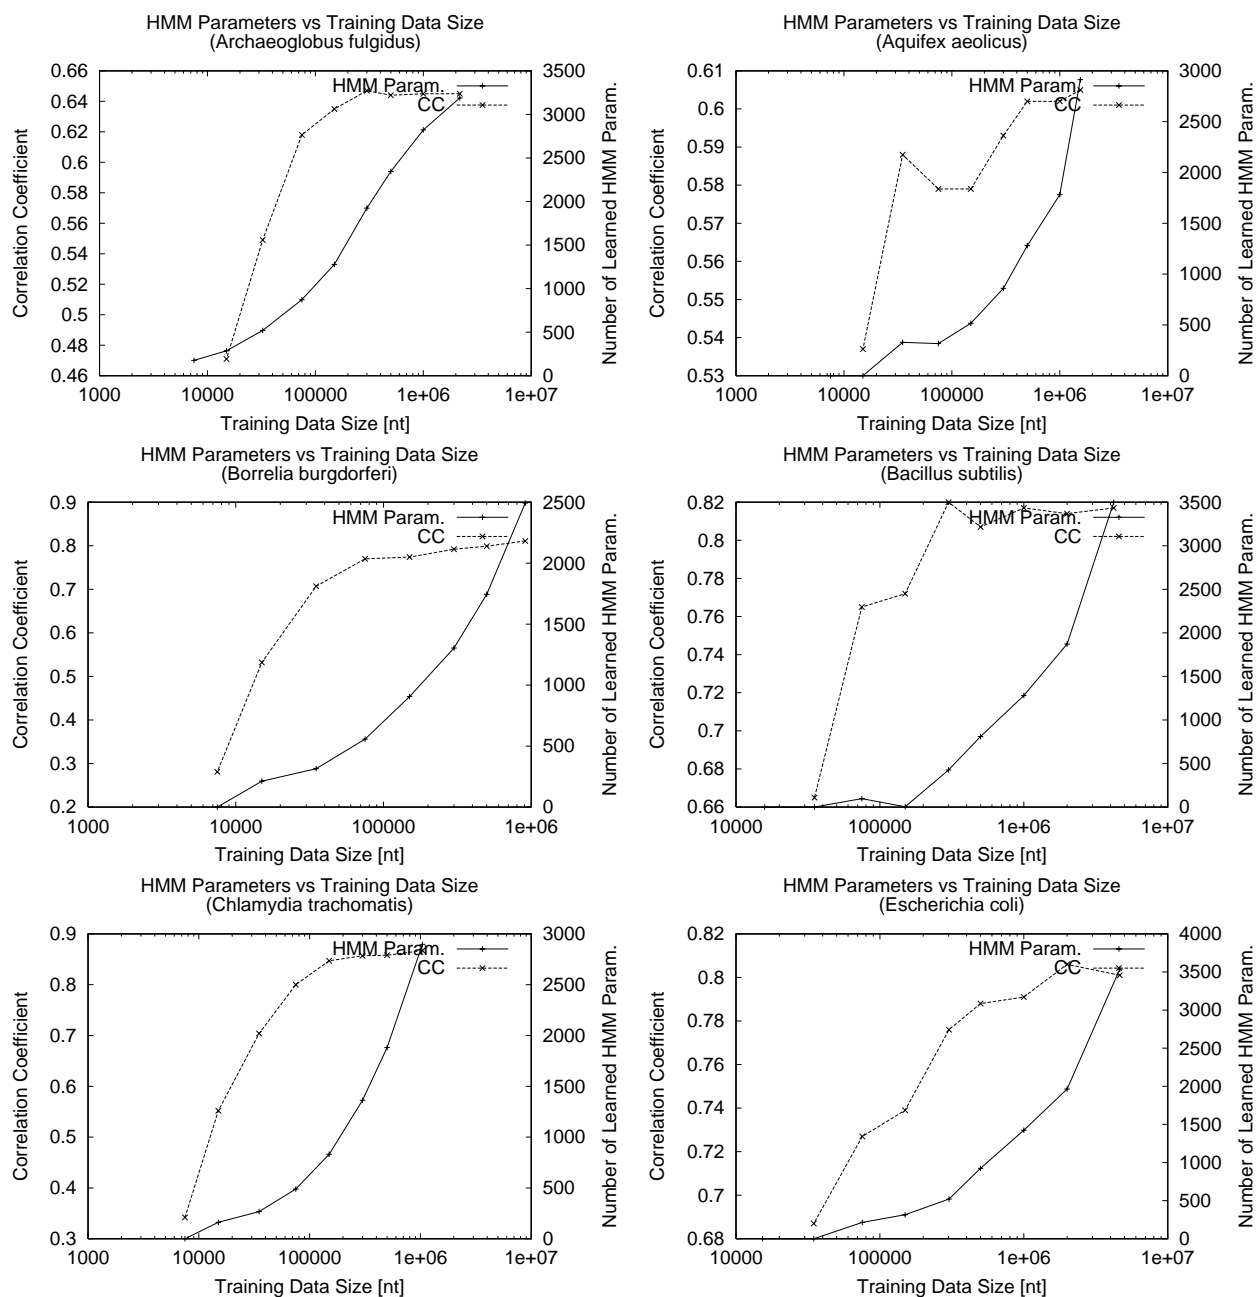 HMM Parameters vs Training Data Size
(Archaeoglobus fulgidus)
0.66
0.64
0.62
0.6
0.58
0.56
0.54
0.52
0.5
0.48
0.46
Correlation Coefficient
3500
3000
2500
2000
1500
1000
500
0
Number of Learned HMM Param.
HMM Param.
CC
1000
10000
100000
1e+06
1e+07
Training Data Size [nt]
HMM Parameters vs Training Data Size
(Aquifex aeolicus)
0.61
0.6
0.59
0.58
0.57
0.56
0.55
0.54
0.53
Correlation Coefficient
3000
2500
2000
1500
1000
500
0
Number of Learned HMM Param.
HMM Param.
CC
1000
10000
100000
1e+06
1e+07
Training Data Size [nt]
HMM Parameters vs Training Data Size
(Borrelia burgdorferi)
0.9
0.8
0.7
0.6
0.5
0.4
0.3
0.2
Correlation Coefficient
2500
2000
1500
1000
500
0
Number of Learned HMM Param.
HMM Param.
CC
1000
10000
100000
1e+06
Training Data Size [nt]
HMM Parameters vs Training Data Size
(Bacillus subtilis)
0.82
0.8
0.78
0.76
0.74
0.72
0.7
0.68
0.66
Correlation Coefficient
3500
3000
2500
2000
1500
1000
500
0
Number of Learned HMM Param.
HMM Param.
CC
10000
100000
1e+06
1e+07
Training Data Size [nt]
HMM Parameters vs Training Data Size
(Chlamydia trachomatis)
0.9
0.8
0.7
0.6
0.5
0.4
0.3
Correlation Coefficient
3000
2500
2000
1500
1000
500
0
Number of Learned HMM Param.
HMM Param.
CC
1000
10000
100000
1e+06
1e+07
Training Data Size [nt]
HMM Parameters vs Training Data Size
(Escherichia coli)
0.82
0.8
0.78
0.76
0.74
0.72
0.7
0.68
Correlation Coefficient
4000
3500
3000
2500
2000
1500
1000
500
0
Number of Learned HMM Param.
HMM Param.
CC
10000
100000
1e+06
1e+07
Training Data Size [nt]